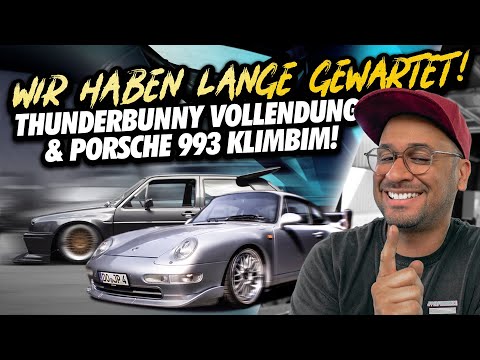 WIR HABEN LANGE GEWARTET!
THUNDERBUNNY VOLLENDUNG
& PORSCHE 993 KLIMBIM!